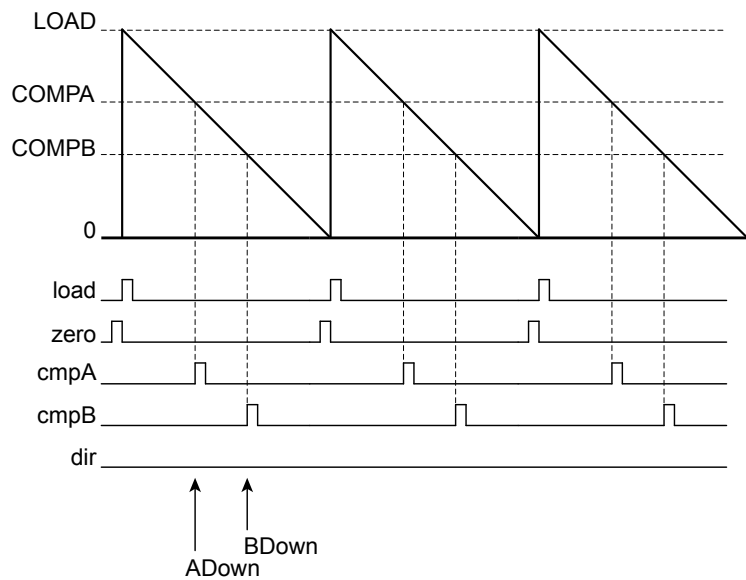 LOAD
COMPA
COMPB
0
load
zero
cmpA
cmpB
dir
BDown
ADown